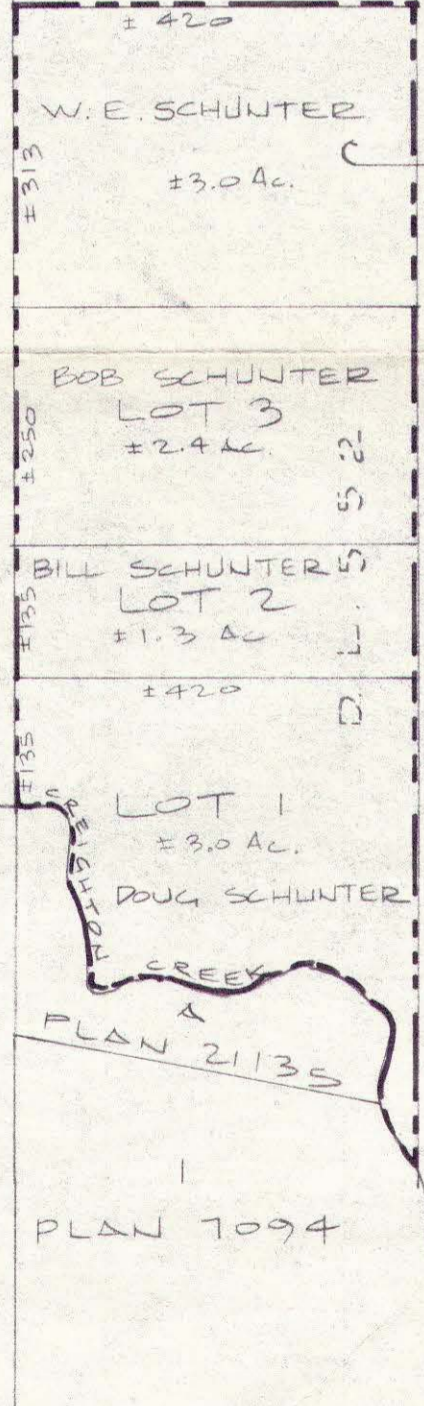 ± 420
W. E. SCHUNTER
±3.0 Ac.
±313
BOB SCHUNTER
LOT 3
±2.4 Ac.
±250
BILL SCHUNTER
LOT 2
±1.3 Ac
±135
D. L. 552
±420
±135
LOT 1
±3.0 Ac.
DOUG SCHUNTER
CREIGHTON
CREEK
A
PLAN 21135
1
PLAN 7094